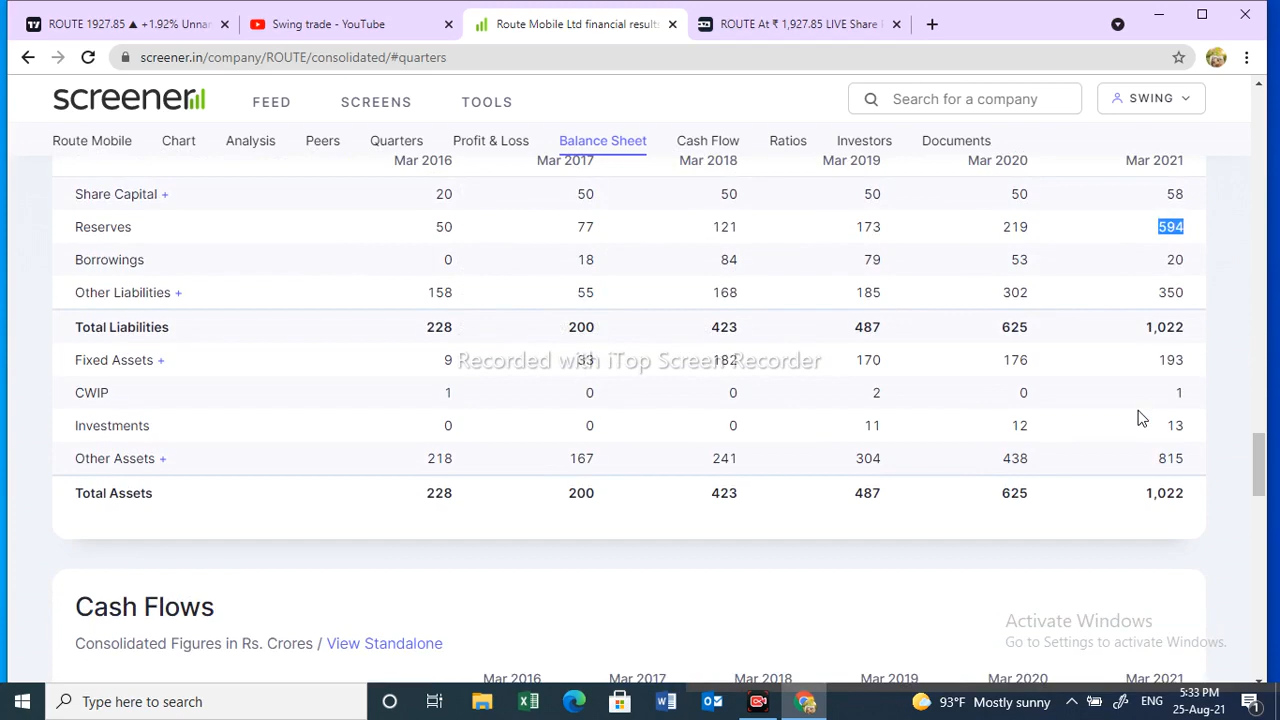 ROUTE 1927.85 ▲ +1.92% Unnar
Swing trade - YouTube
Route Mobile Ltd financial results
ROUTE At ₹ 1,927.85 LIVE Share
screener.in/company/ROUTE/consolidated/#quarters
screener FEED SCREENS TOOLS Search for a company SWING
Route Mobile Chart Analysis Peers Quarters Profit & Loss Balance Sheet Cash Flow Ratios Investors Documents
Mar 2016 Mar 2017 Mar 2018 Mar 2019 Mar 2020 Mar 2021
Share Capital + 20 50 50 50 50 58
Reserves 50 77 121 173 219 594
Borrowings 0 18 84 79 53 20
Other Liabilities + 158 55 168 185 302 350
Total Liabilities 228 200 423 487 625 1,022
Fixed Assets + 9 33 182 170 176 193
Recorded with iTop Screen Recorder
CWIP 1 0 0 2 0 1
Investments 0 0 0 11 12 13
Other Assets + 218 167 241 304 438 815
Total Assets 228 200 423 487 625 1,022
Cash Flows
Consolidated Figures in Rs. Crores / View Standalone
Activate Windows
Go to Settings to activate Windows.
Mar 2016 Mar 2017 Mar 2018 Mar 2019 Mar 2020 Mar 2021
Type here to search
93°F Mostly sunny
ENG
5:33 PM
25-Aug-21